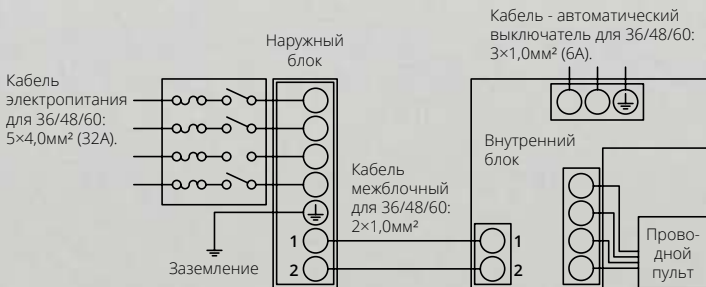 Кабель - автоматический
выключатель для 36/48/60:
3×1,0мм² (6А).
Наружный
блок
Кабель
электропитания
для 36/48/60:
5×4,0мм² (32А).
Внутренний
блок
Кабель
межблочный
для 36/48/60:
2×1,0мм²
1
1
2
2
Заземление
Прово-
дной
пульт